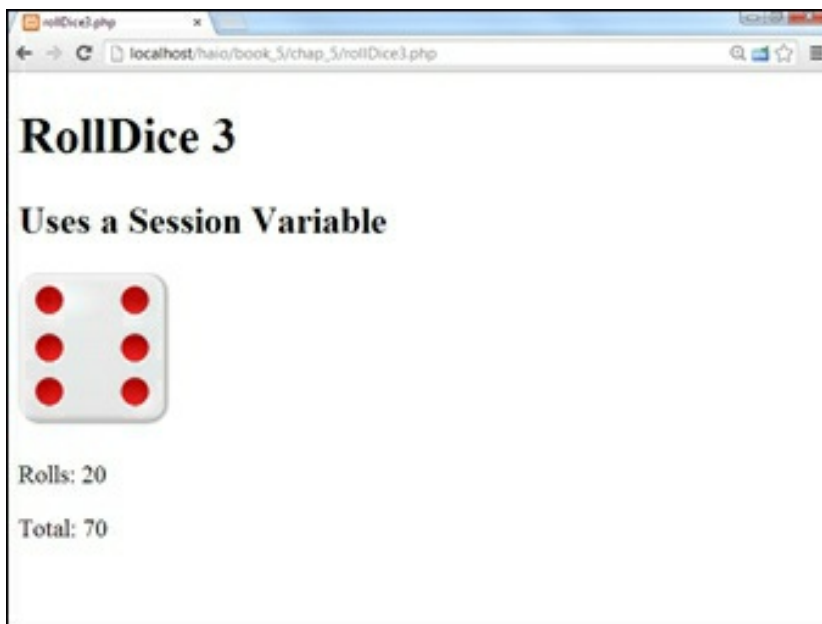 rollDice3.php
localhost/haio/book_5/chap_5/rollDice3.php
RollDice 3
Uses a Session Variable
Rolls: 20
Total: 70